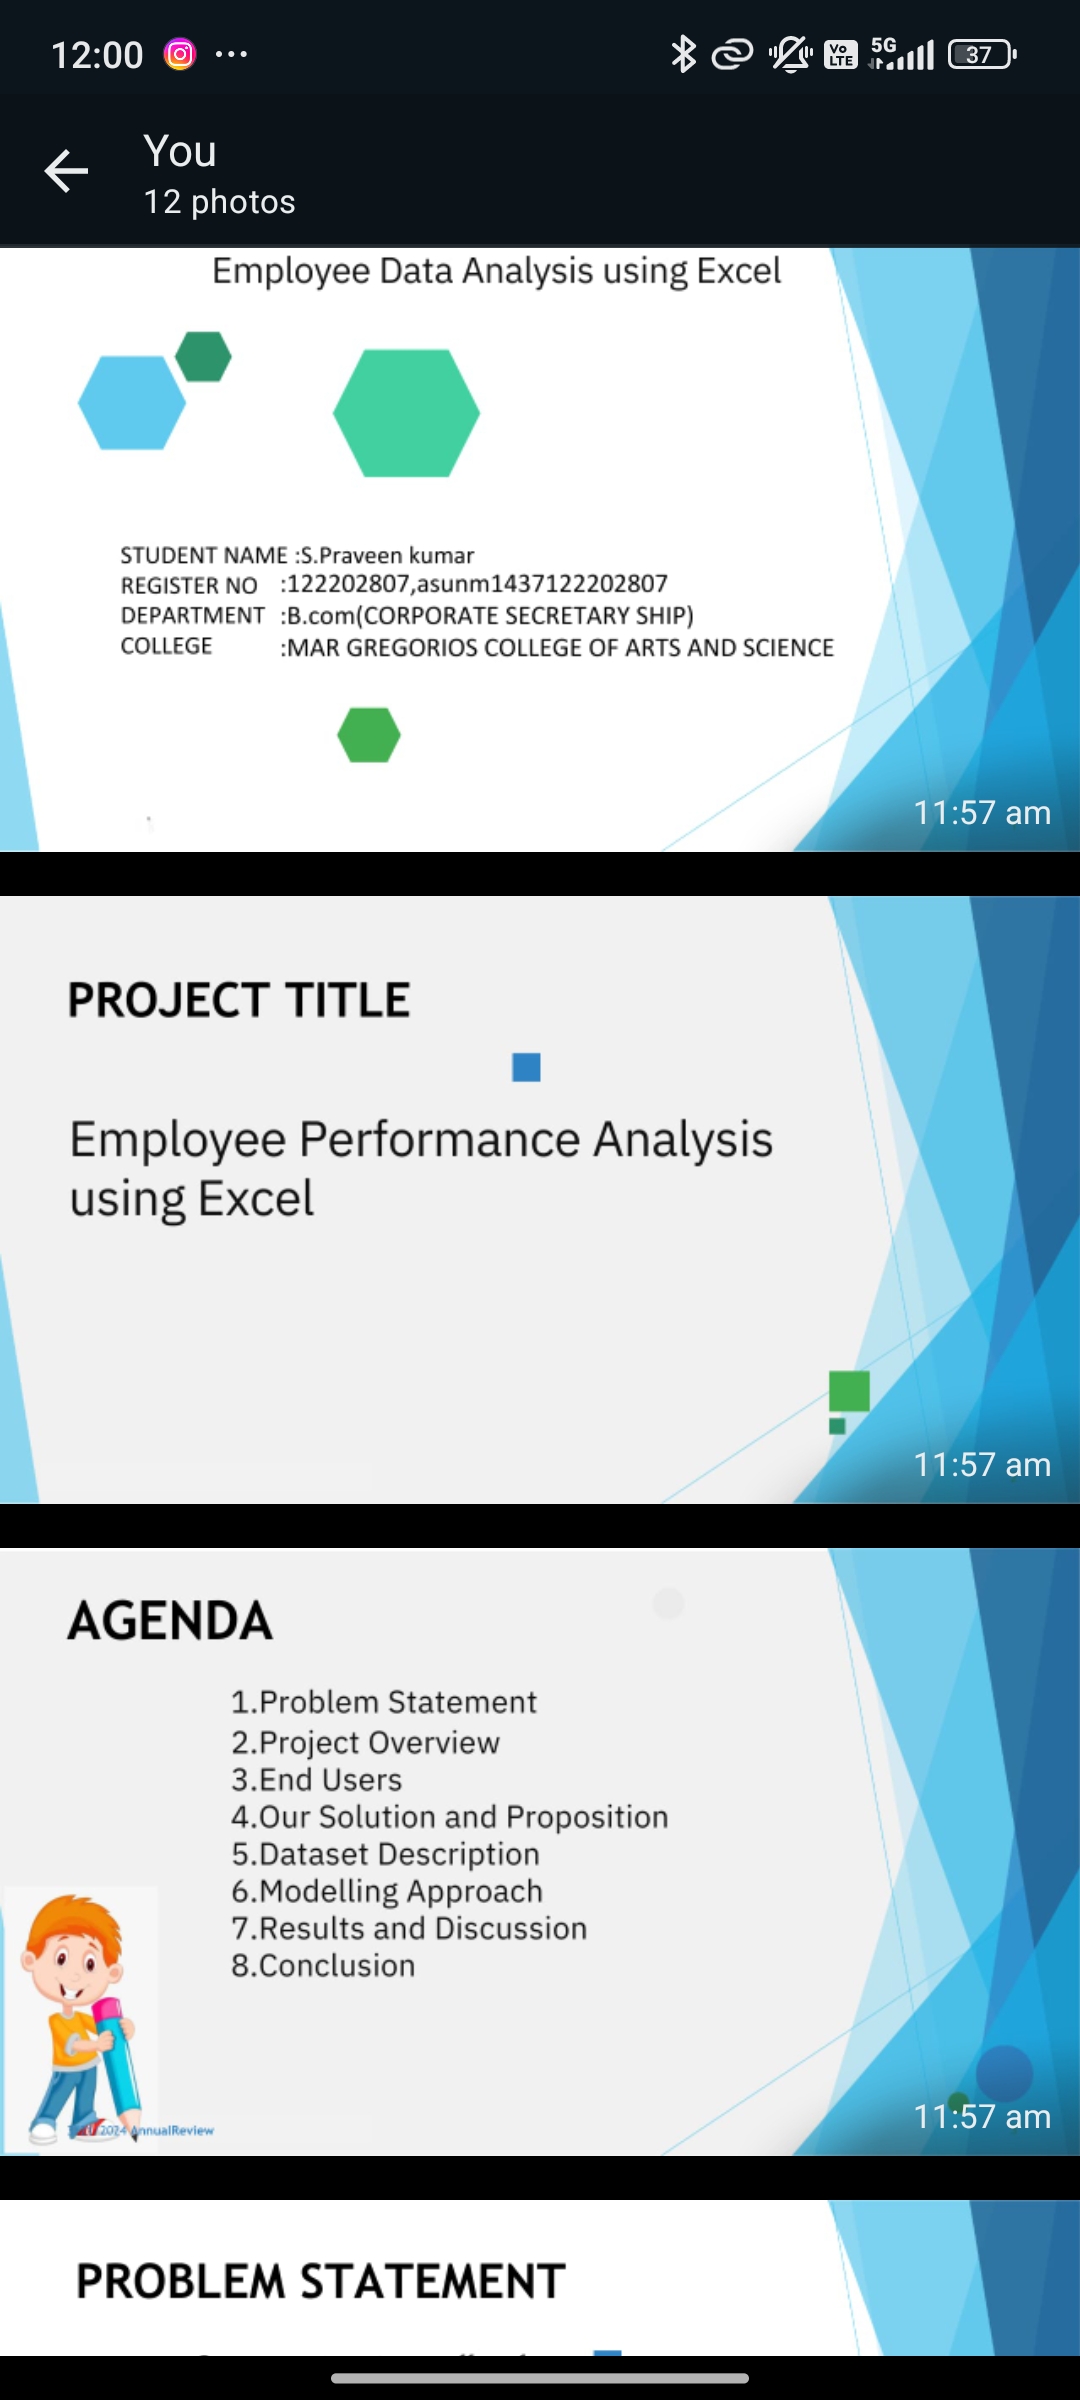 12:00
Vo LTE 5G 37
You
12 photos
Employee Data Analysis using Excel
STUDENT NAME :S.Praveen kumar
REGISTER NO :122202807,asunm1437122202807
DEPARTMENT :B.com(CORPORATE SECRETARY SHIP)
COLLEGE :MAR GREGORIOS COLLEGE OF ARTS AND SCIENCE
11:57 am
PROJECT TITLE
Employee Performance Analysis
using Excel
11:57 am
AGENDA
1.Problem Statement
2.Project Overview
3.End Users
4.Our Solution and Proposition
5.Dataset Description
6.Modelling Approach
7.Results and Discussion
8.Conclusion
2024 AnnualReview
11:57 am
PROBLEM STATEMENT